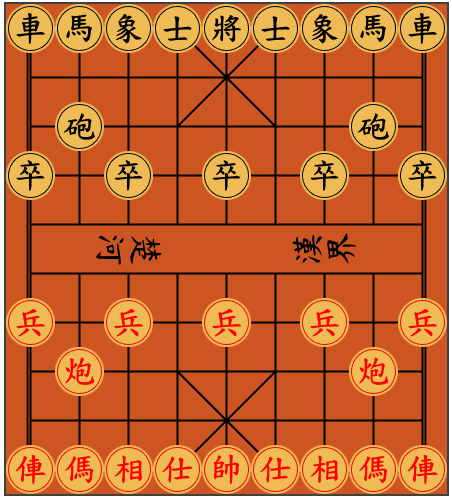 車馬象士將士象馬車
砲砲
卒卒卒卒卒
楚河 漢界
兵兵兵兵兵
炮炮
俥傌相仕帥仕相傌俥